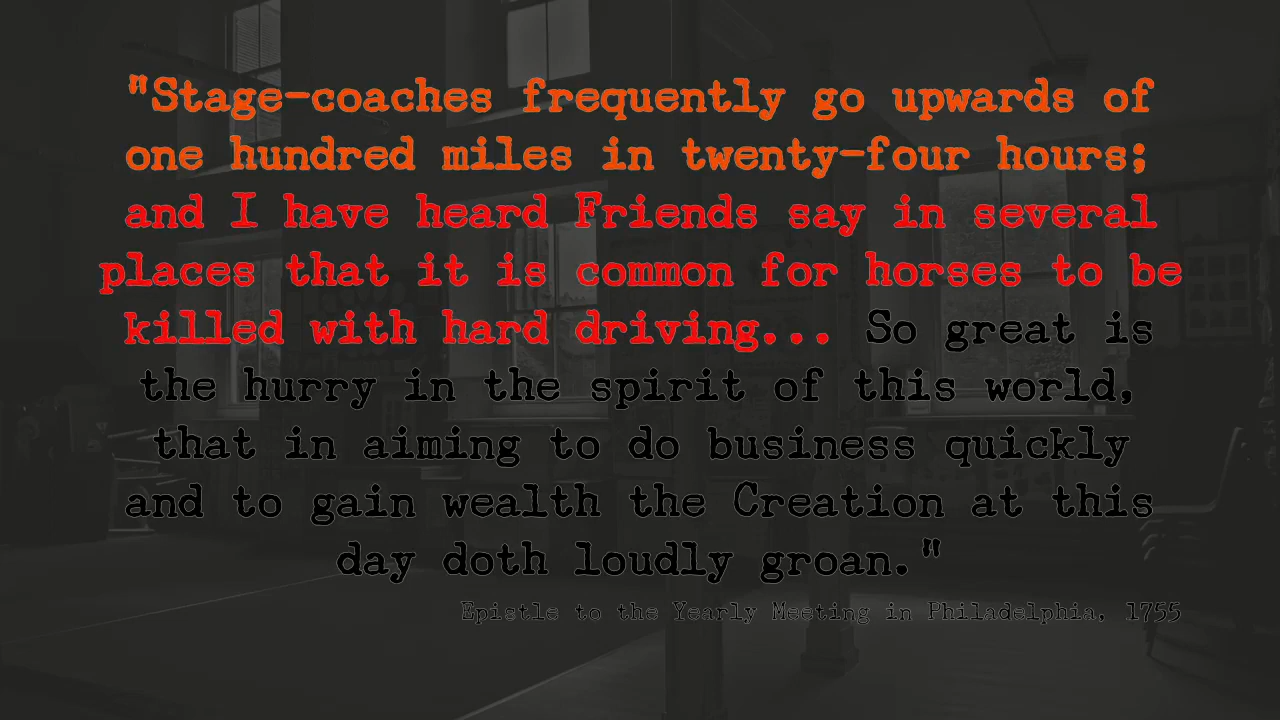 "Stage-coaches frequently go upwards of
one hundred miles in twenty-four hours;
and I have heard Friends say in several
places that it is common for horses to be
killed with hard driving... So great is
the hurry in the spirit of this world,
that in aiming to do business quickly
and to gain wealth the Creation at this
day doth loudly groan."
Epistle to the Yearly Meeting in Philadelphia, 1755